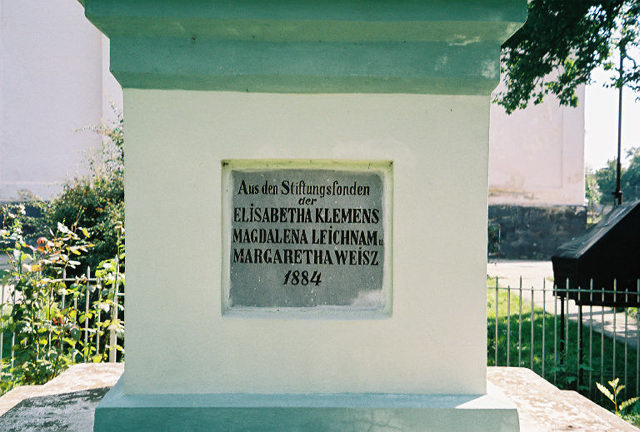 Aus den Stiftungsfonden
der
ELiSABETHA KLEMENS
MAGDALENA LEiCHNAM u
MARGARETHA WEiSZ
1884